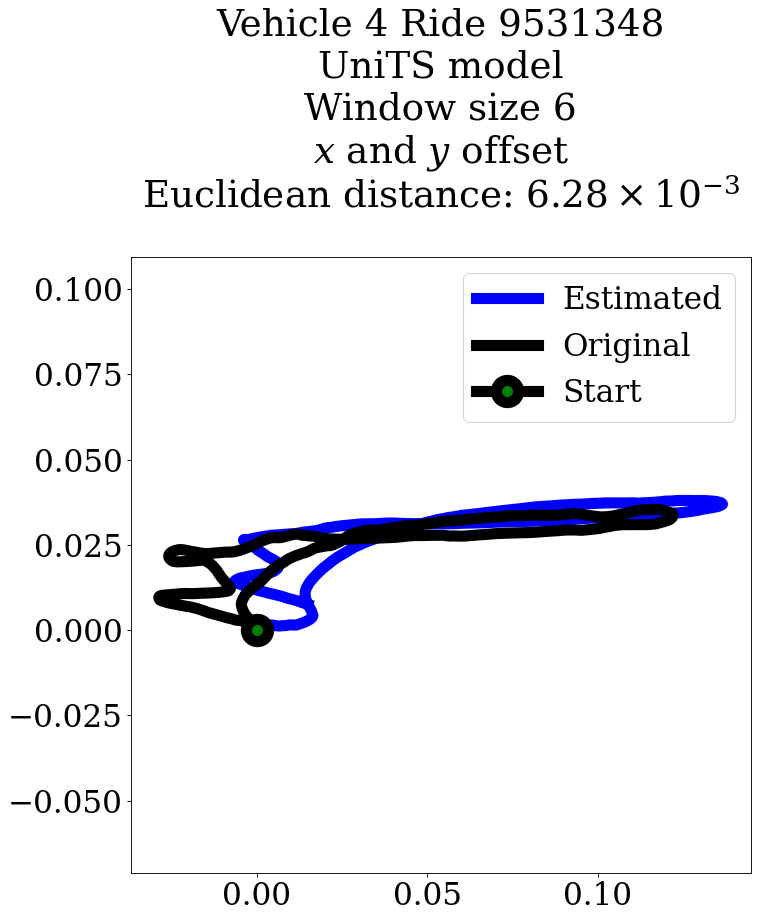 Vehicle 4 Ride 9531348
UniTS model
Window size 6
x and y offset
Euclidean distance: 6.28 × 10⁻³
Estimated
Original
Start
0.100
0.075
0.050
0.025
0.000
−0.025
−0.050
0.00 0.05 0.10